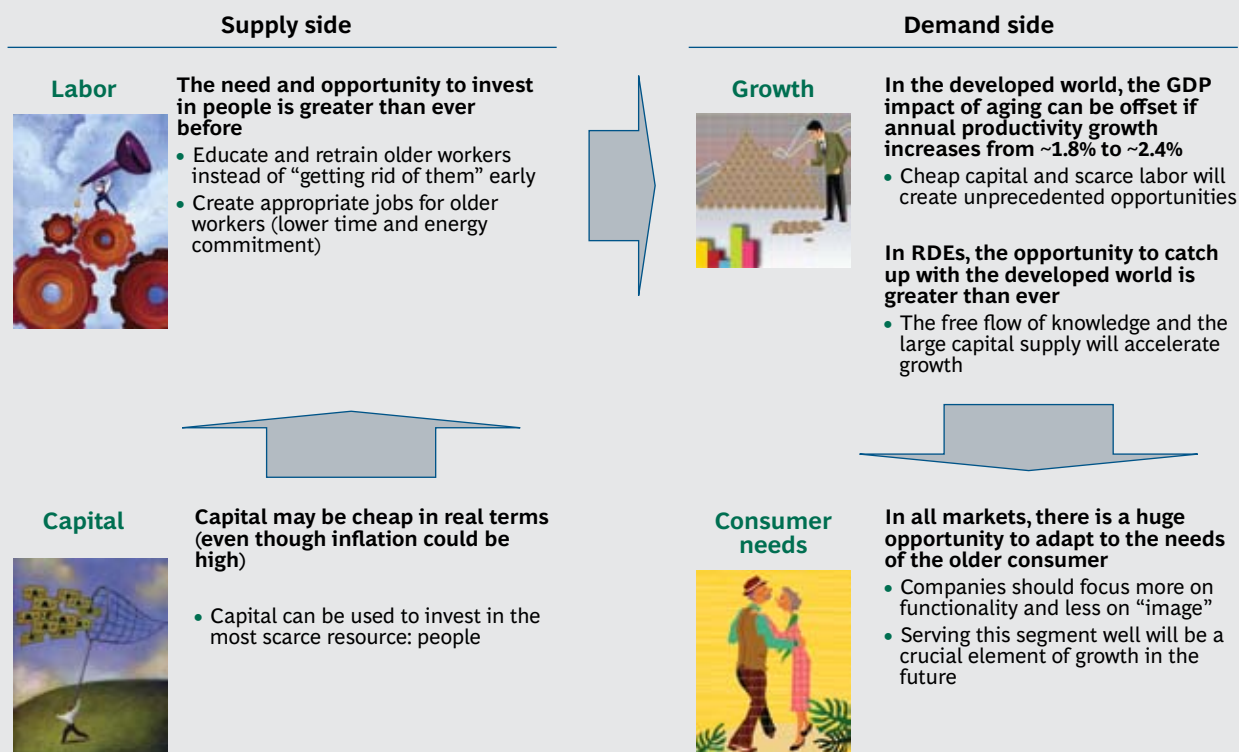 Supply side
Labor
The need and opportunity to invest
in people is greater than ever
before
• Educate and retrain older workers
instead of “getting rid of them” early
• Create appropriate jobs for older
workers (lower time and energy
commitment)
Capital
Capital may be cheap in real terms
(even though inflation could be
high)
• Capital can be used to invest in the
most scarce resource: people
Demand side
Growth
In the developed world, the GDP
impact of aging can be offset if
annual productivity growth
increases from ~1.8% to ~2.4%
• Cheap capital and scarce labor will
create unprecedented opportunities
In RDEs, the opportunity to catch
up with the developed world is
greater than ever
• The free flow of knowledge and the
large capital supply will accelerate
growth
Consumer
needs
In all markets, there is a huge
opportunity to adapt to the needs
of the older consumer
• Companies should focus more on
functionality and less on “image”
• Serving this segment well will be a
crucial element of growth in the
future